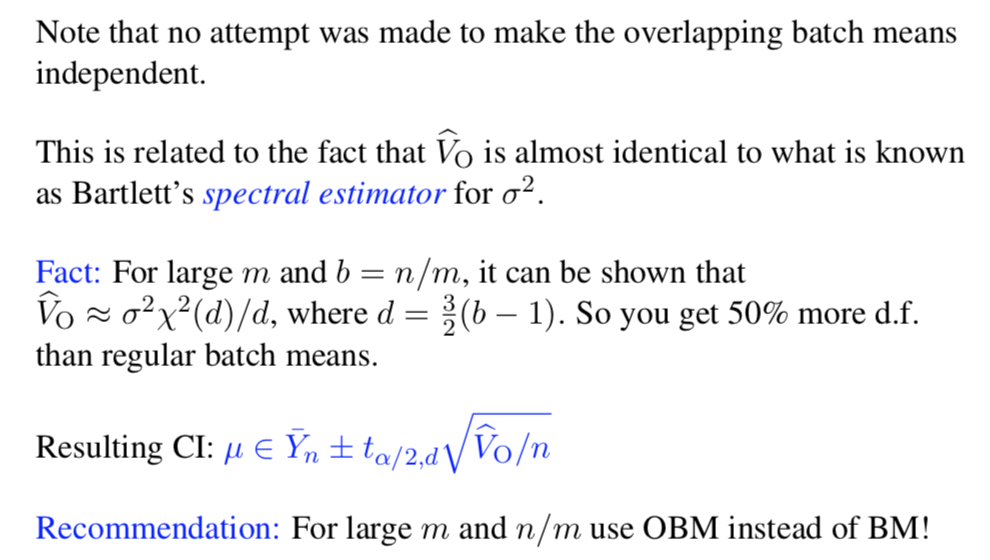 Note that no attempt was made to make the overlapping batch means
independent.
This is related to the fact that $\widehat{V}_{\mathrm{O}}$ is almost identical to what is known
as Bartlett's spectral estimator for $\sigma^2$.
Fact: For large $m$ and $b = n/m$, it can be shown that
$\widehat{V}_{\mathrm{O}} \approx \sigma^2 \chi^2(d)/d$, where $d = \frac{3}{2}(b - 1)$. So you get 50% more d.f.
than regular batch means.
Resulting CI: $\mu \in \bar{Y}_n \pm t_{\alpha/2,d} \sqrt{\widehat{V}_{\mathrm{O}}/n}$
Recommendation: For large $m$ and $n/m$ use OBM instead of BM!